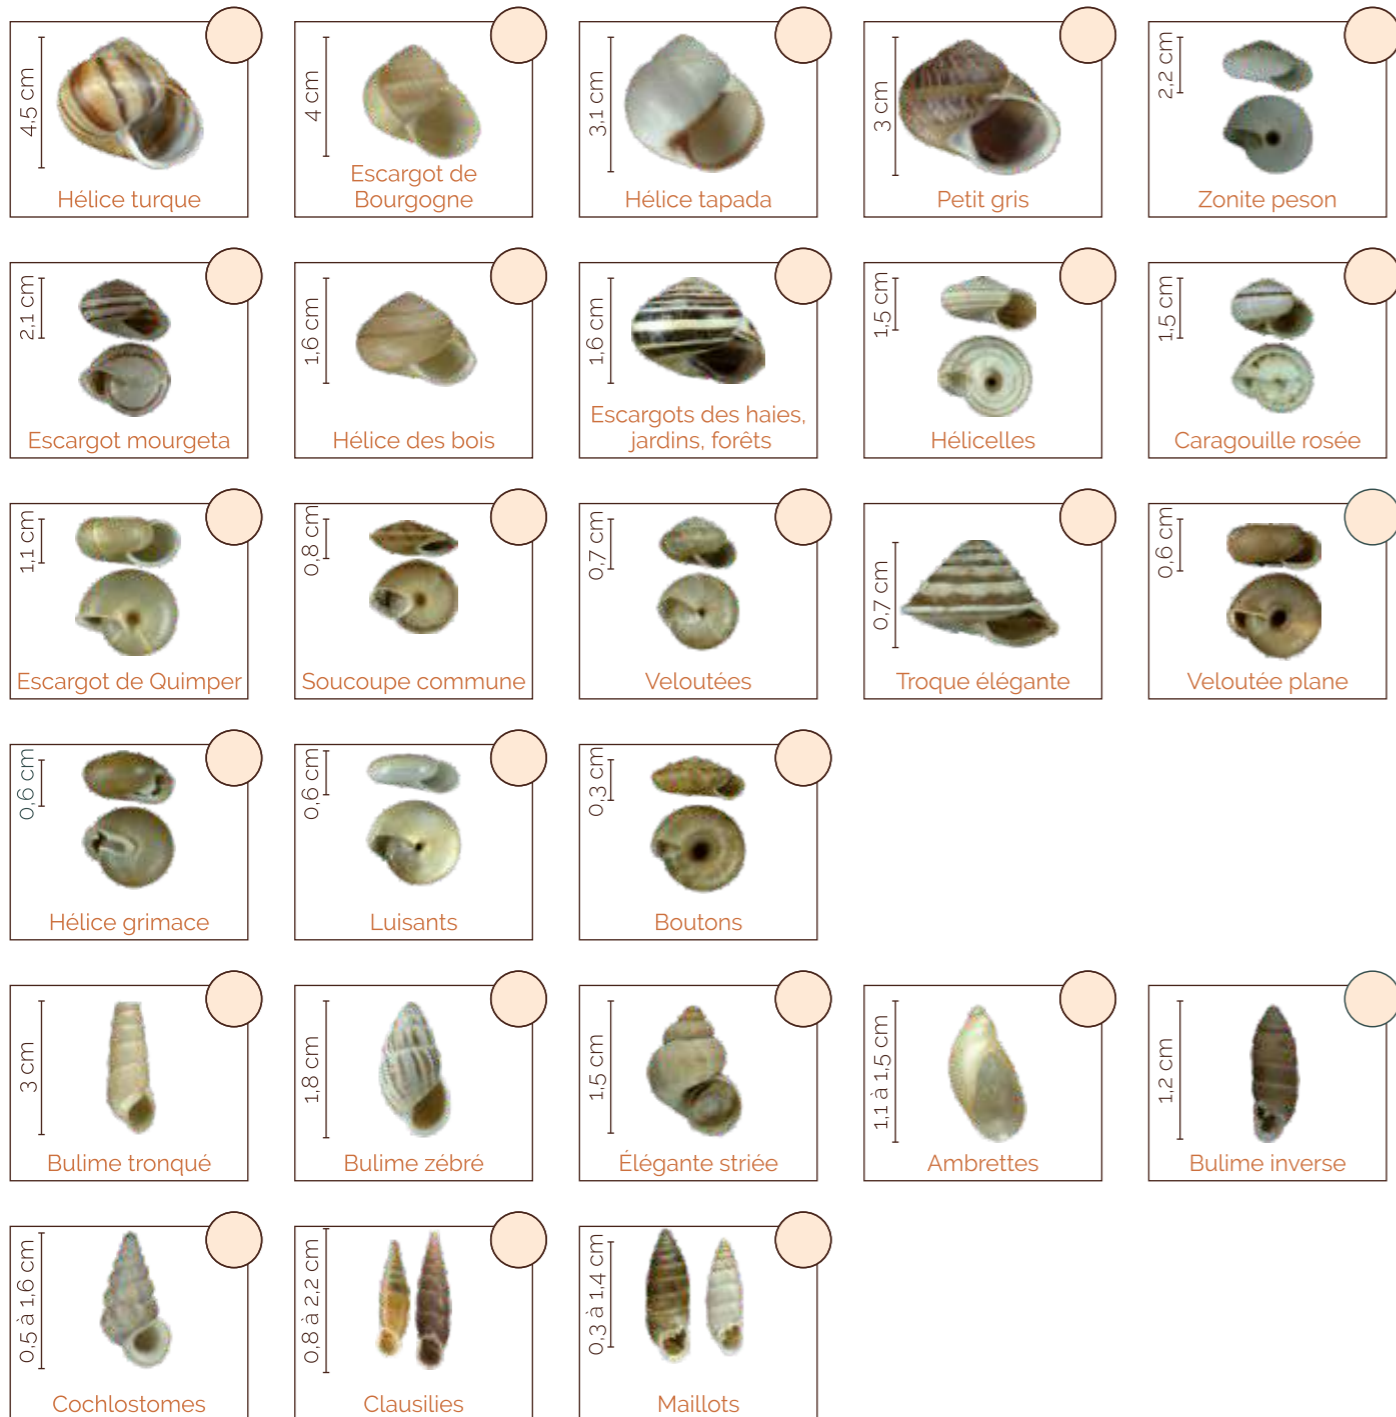 4,5 cm
Hélice turque
4 cm
Escargot de
Bourgogne
3,1 cm
Hélice tapada
3 cm
Petit gris
2,2 cm
Zonite peson
2,1 cm
Escargot mourgeta
1,6 cm
Hélice des bois
1,6 cm
Escargots des haies,
jardins, forêts
1,5 cm
Hélicelles
1,5 cm
Caragouille rosée
1,1 cm
Escargot de Quimper
0,8 cm
Soucoupe commune
0,7 cm
Veloutées
0,7 cm
Troque élégante
0,6 cm
Veloutée plane
0,6 cm
Hélice grimace
0,6 cm
Luisants
0,3 cm
Boutons
3 cm
Bulime tronqué
1,8 cm
Bulime zébré
1,5 cm
Élégante striée
1,1 à 1,5 cm
Ambrettes
1,2 cm
Bulime inverse
0,5 à 1,6 cm
Cochlostomes
0,8 à 2,2 cm
Clausilies
0,3 à 1,4 cm
Maillots